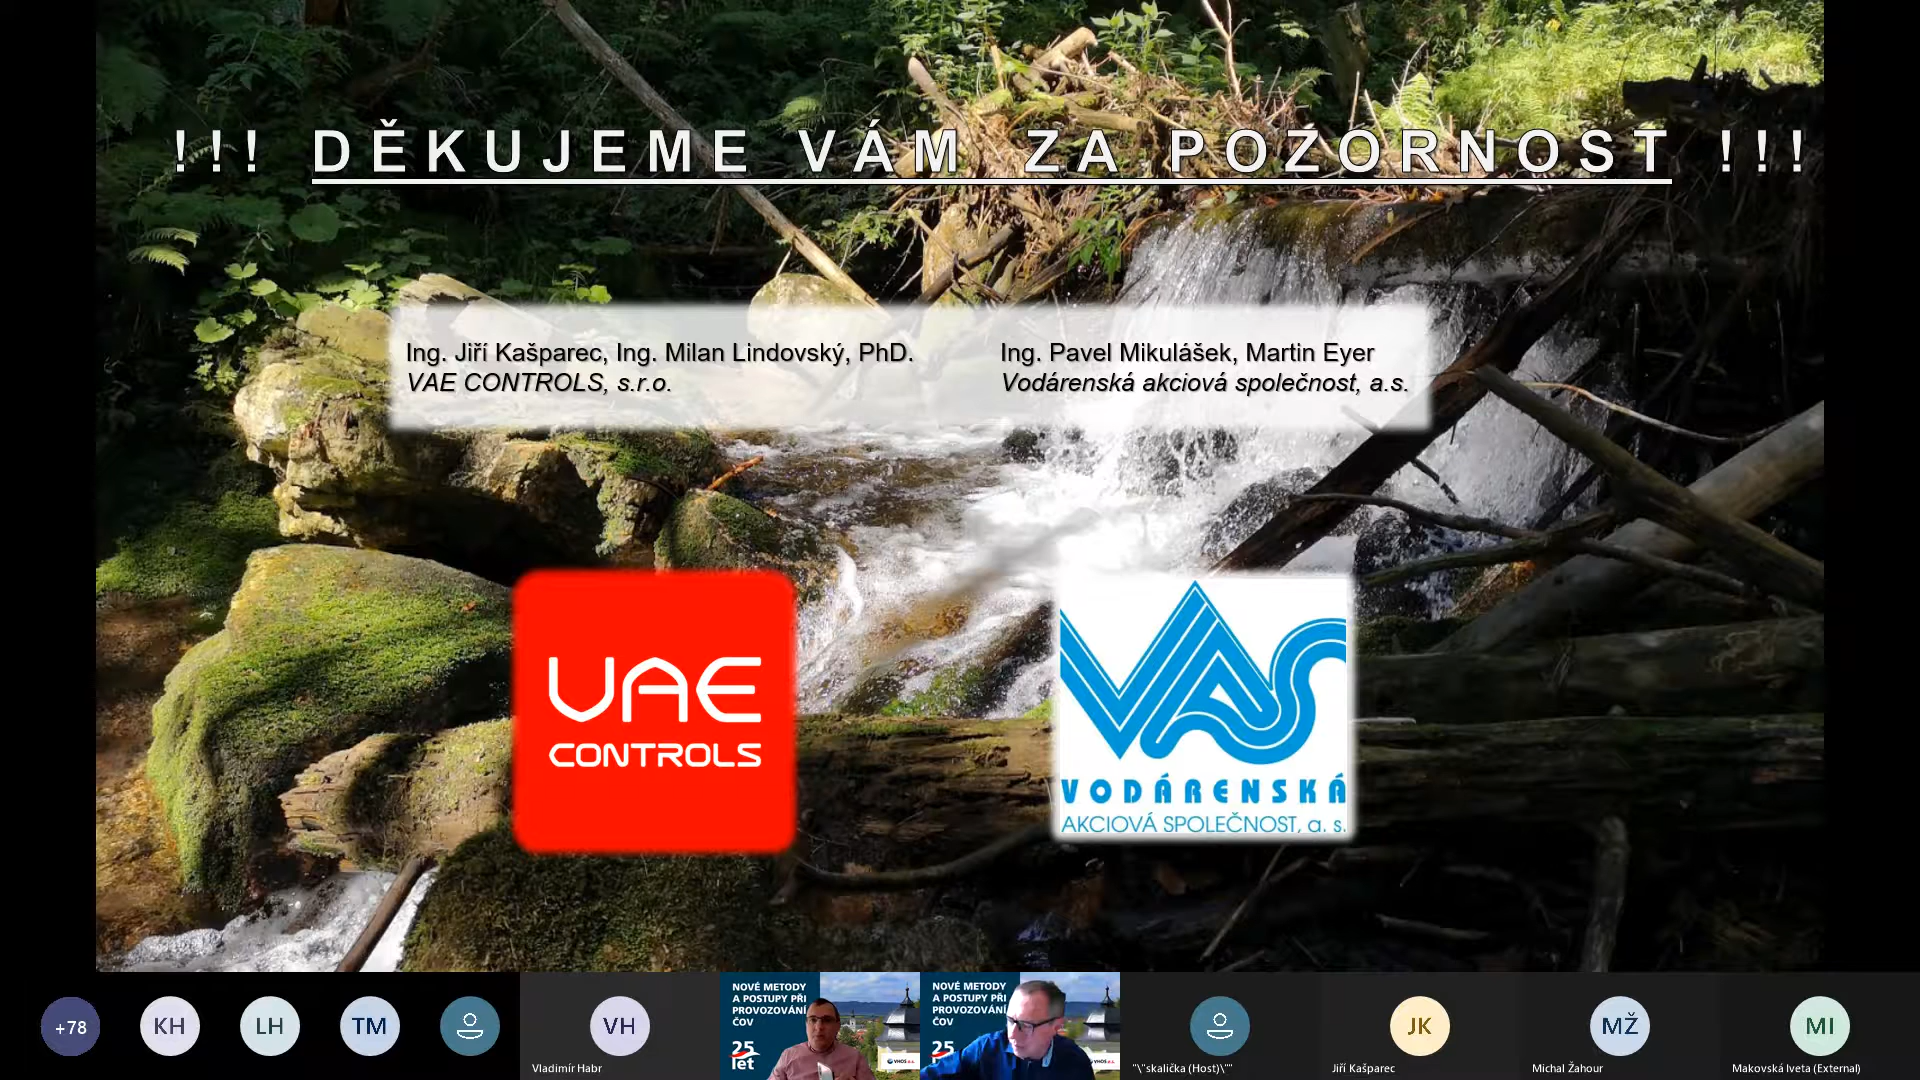 !!! DĚKUJEME VÁM ZA POZORNOST !!!
Ing. Jiří Kašparec, Ing. Milan Lindovský, PhD.
VAE CONTROLS, s.r.o.
Ing. Pavel Mikulášek, Martin Eyer
Vodárenská akciová společnost, a.s.
VAE
CONTROLS
VAS
VODÁRENSKÁ
AKCIOVÁ SPOLEČNOST, a. s.
+78
KH
LH
TM
VH
Vladimír Habr
NOVÉ METODY
A POSTUPY PŘI
PROVOZOVÁNÍ
ČOV
25
let
VHOS a.s.
NOVÉ METODY
A POSTUPY PŘI
PROVOZOVÁNÍ
ČOV
25
VHOS a.s.
"\"skalička (Host)\""
JK
Jiří Kašparec
MŽ
Michal Žahour
MI
Makovská Iveta (External)